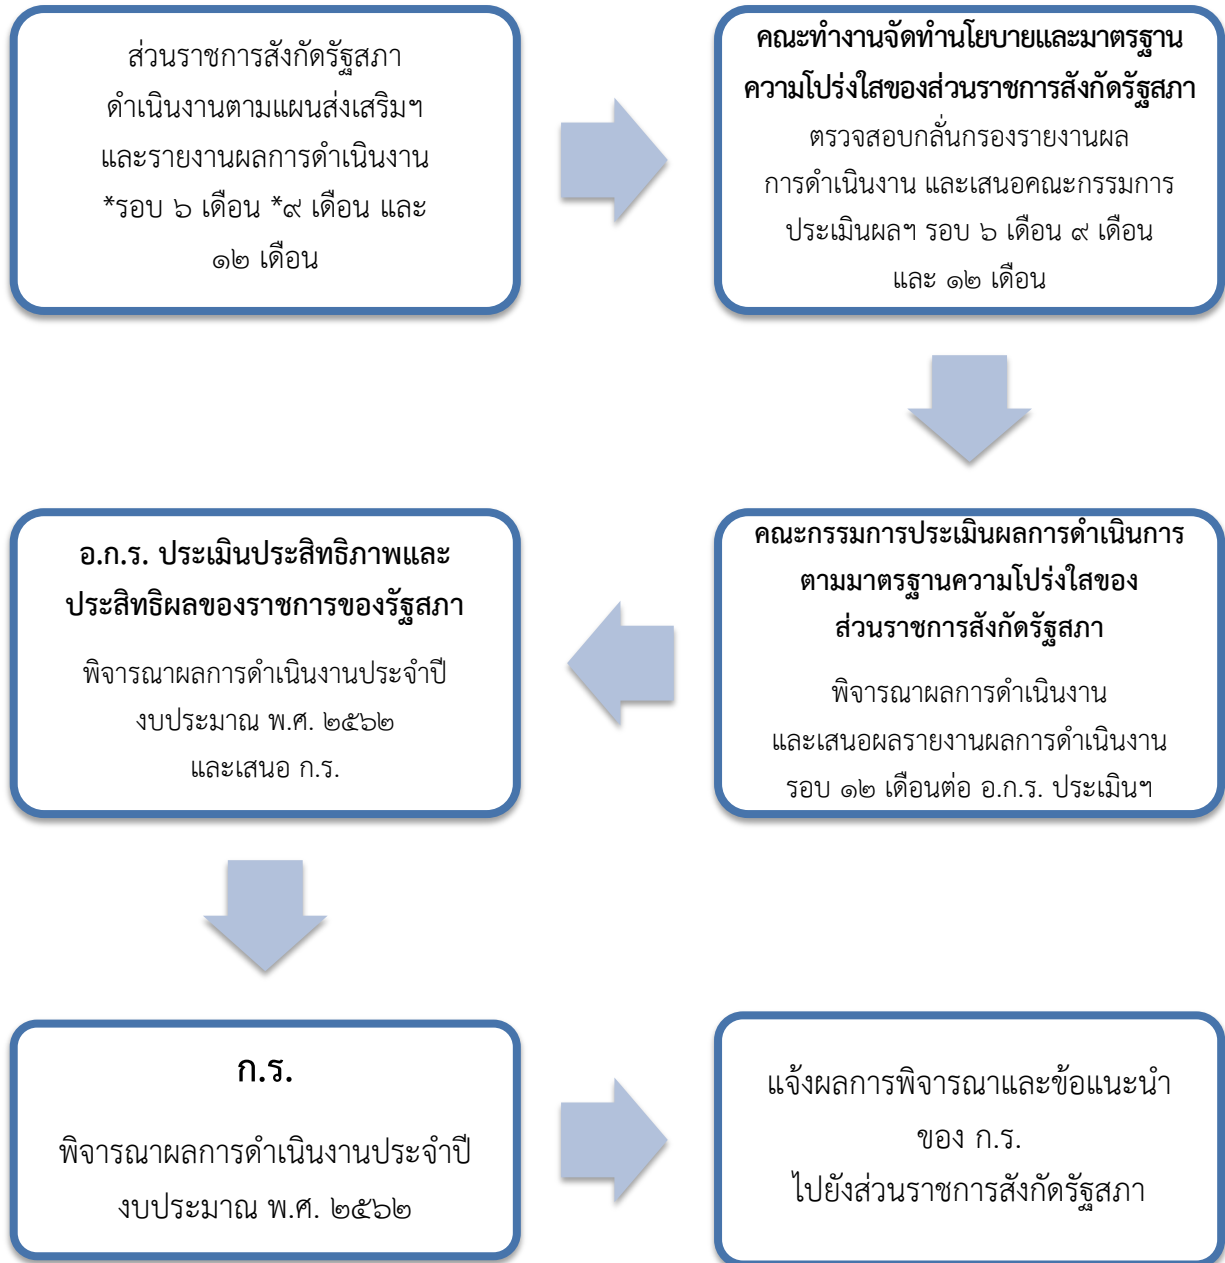 ส่วนราชการสังกัดรัฐสภา
ดำเนินงานตามแผนส่งเสริมฯ
และรายงานผลการดำเนินงาน
*รอบ ๖ เดือน *๙ เดือน และ
๑๒ เดือน
คณะทำงานจัดทำนโยบายและมาตรฐาน
ความโปร่งใสของส่วนราชการสังกัดรัฐสภา
ตรวจสอบกลั่นกรองรายงานผล
การดำเนินงาน และเสนอคณะกรรมการ
ประเมินผลฯ รอบ ๖ เดือน ๙ เดือน
และ ๑๒ เดือน
คณะกรรมการประเมินผลการดำเนินการ
ตามมาตรฐานความโปร่งใสของ
ส่วนราชการสังกัดรัฐสภา
พิจารณาผลการดำเนินงาน
และเสนอผลรายงานผลการดำเนินงาน
รอบ ๑๒ เดือนต่อ อ.ก.ร. ประเมินฯ
อ.ก.ร. ประเมินประสิทธิภาพและ
ประสิทธิผลของราชการของรัฐสภา
พิจารณาผลการดำเนินงานประจำปี
งบประมาณ พ.ศ. ๒๕๖๒
และเสนอ ก.ร.
ก.ร.
พิจารณาผลการดำเนินงานประจำปี
งบประมาณ พ.ศ. ๒๕๖๒
แจ้งผลการพิจารณาและข้อแนะนำ
ของ ก.ร.
ไปยังส่วนราชการสังกัดรัฐสภา